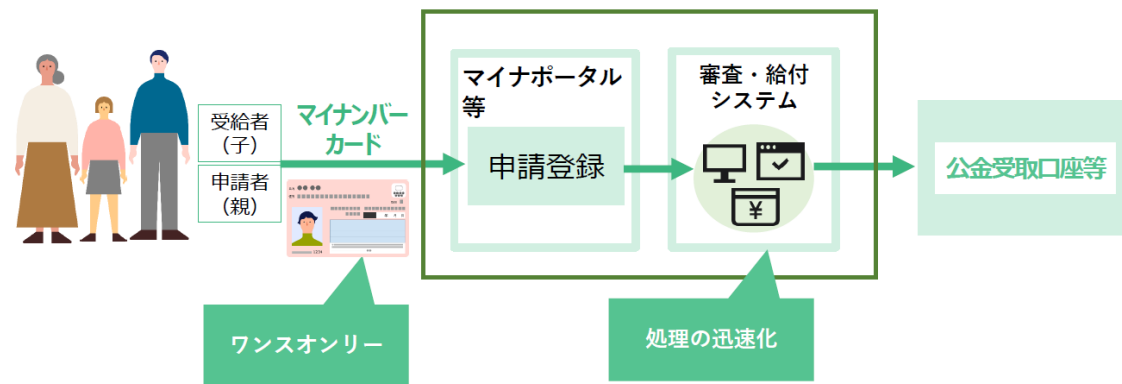 受給者
（子）
申請者
（親）
マイナンバー
カード
マイナポータル
等
申請登録
審査・給付
システム
¥
公金受取口座等
ワンスオンリー
処理の迅速化